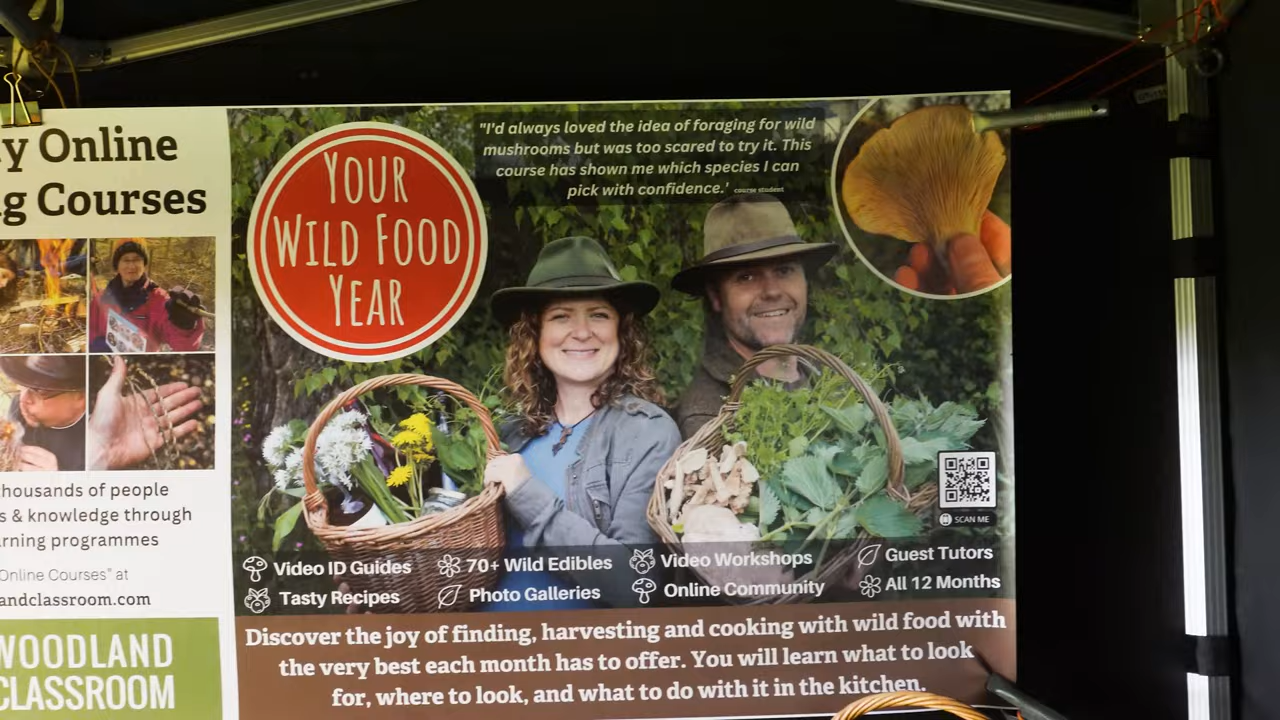 y Online
g Courses
thousands of people
s & knowledge through
rning programmes
Online Courses" at
andclassroom.com
WOODLAND
CLASSROOM
YOUR
WILD FOOD
YEAR
"I'd always loved the idea of foraging for wild
mushrooms but was too scared to try it. This
course has shown me which species I can
pick with confidence.' course student
SCAN ME
Video ID Guides
70+ Wild Edibles
Video Workshops
Guest Tutors
Tasty Recipes
Photo Galleries
Online Community
All 12 Months
Discover the joy of finding, harvesting and cooking with wild food with
the very best each month has to offer. You will learn what to look
for, where to look, and what to do with it in the kitchen.